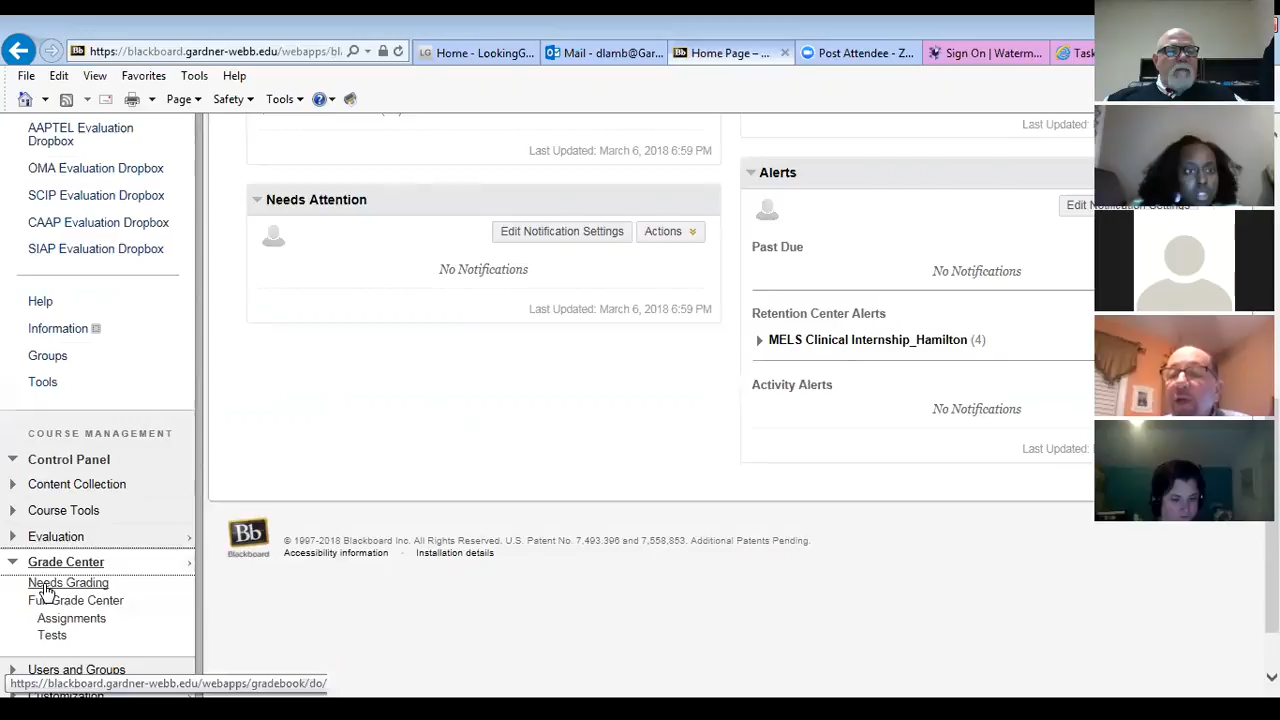 https://blackboard.gardner-webb.edu/webapps/bl
LG Home - LookingG...
Mail - dlamb@Gar...
Bb Home Page – ...
Post Attendee - Z...
Sign On | Waterm...
Task
File Edit View Favorites Tools Help
Page Safety Tools
AAPTEL Evaluation
Dropbox
OMA Evaluation Dropbox
SCIP Evaluation Dropbox
CAAP Evaluation Dropbox
SIAP Evaluation Dropbox
Help
Information
Groups
Tools
COURSE MANAGEMENT
Control Panel
Content Collection
Course Tools
Evaluation
Grade Center
Needs Grading
Full Grade Center
Assignments
Tests
Users and Groups
Customization
https://blackboard.gardner-webb.edu/webapps/gradebook/do/
Last Updated: March 6, 2018 6:59 PM
Needs Attention
Edit Notification Settings Actions
No Notifications
Last Updated: March 6, 2018 6:59 PM
Last Updated:
Alerts
Edit Notification Settings
Past Due
No Notifications
Retention Center Alerts
MELS Clinical Internship_Hamilton (4)
Activity Alerts
No Notifications
Last Updated:
Bb
Blackboard
© 1997-2018 Blackboard Inc. All Rights Reserved. U.S. Patent No. 7,493,396 and 7,558,853. Additional Patents Pending.
Accessibility information · Installation details